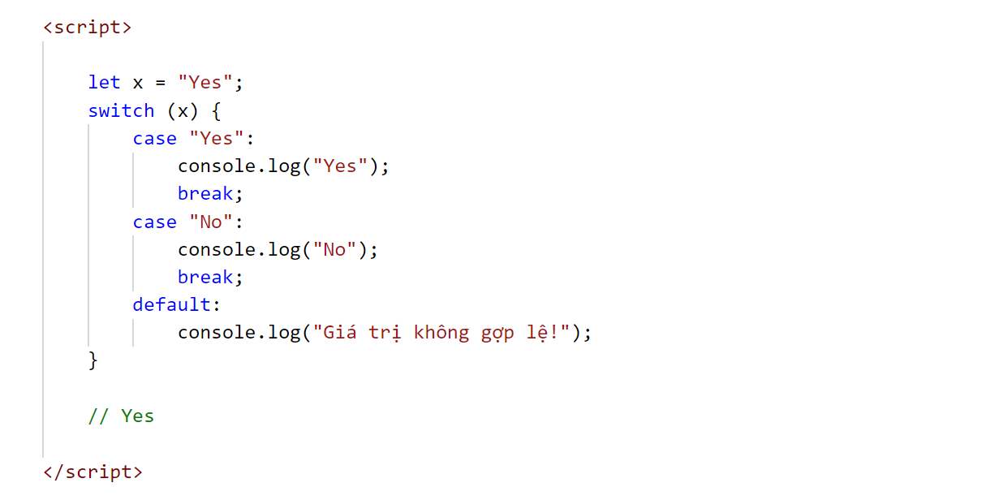 <script>
let x = "Yes";
switch (x) {
case "Yes":
console.log("Yes");
break;
case "No":
console.log("No");
break;
default:
console.log("Giá trị không gợp lệ!");
}
// Yes
</script>